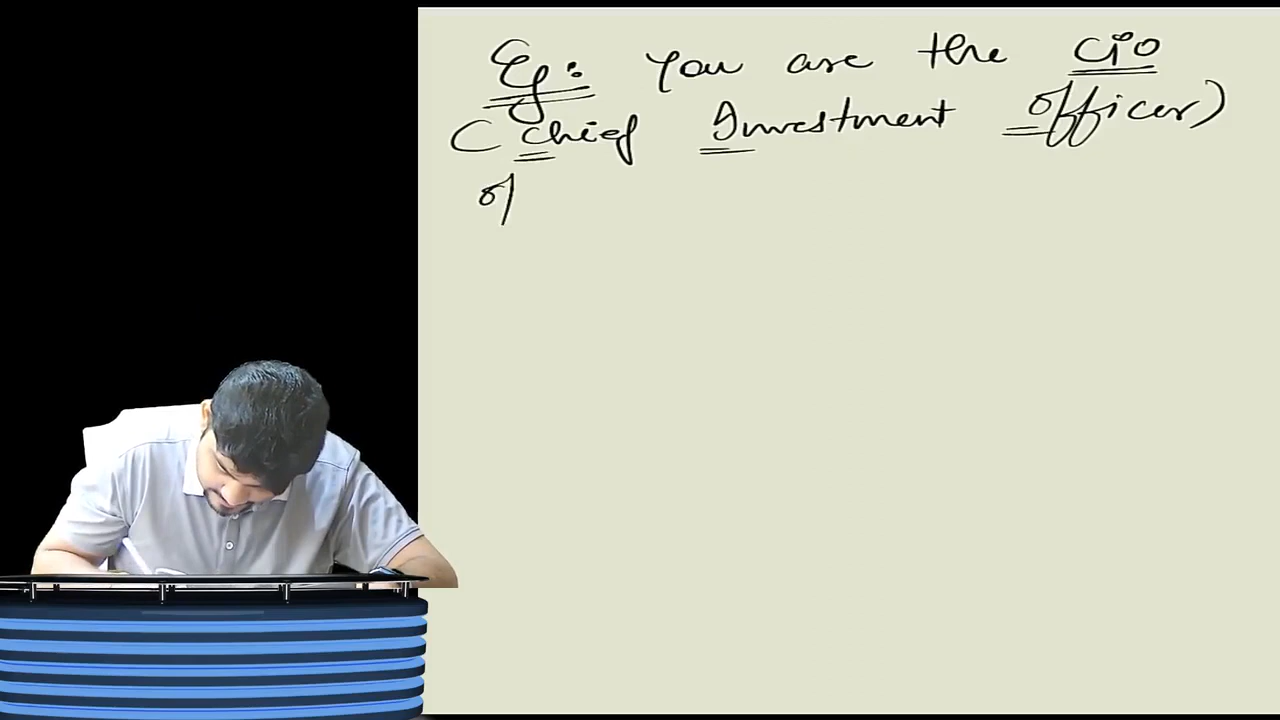 Eg: You are the CIO
(Chief Investment Officer)
of